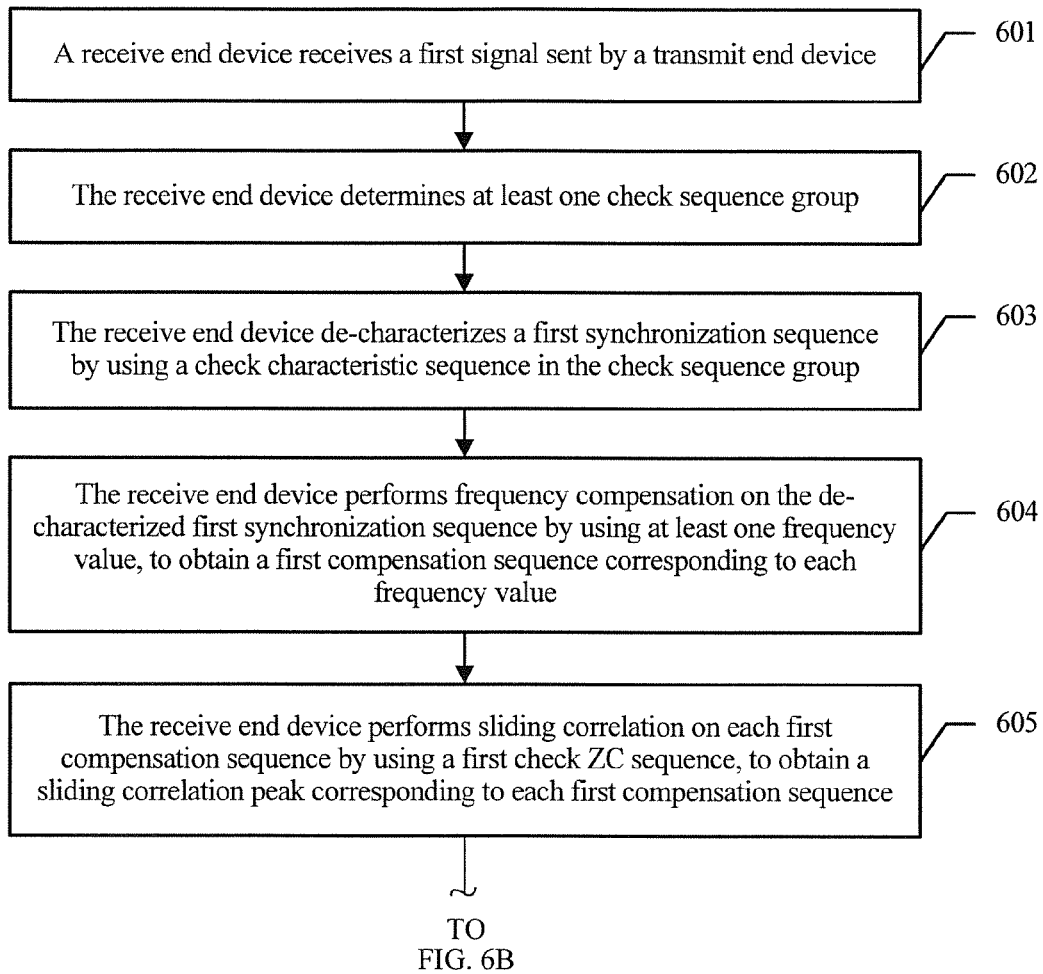 A receive end device receives a first signal sent by a transmit end device
601
The receive end device determines at least one check sequence group
602
The receive end device de-characterizes a first synchronization sequence
by using a check characteristic sequence in the check sequence group
603
The receive end device performs frequency compensation on the de-
characterized first synchronization sequence by using at least one frequency
value, to obtain a first compensation sequence corresponding to each
frequency value
604
The receive end device performs sliding correlation on each first
compensation sequence by using a first check ZC sequence, to obtain a
sliding correlation peak corresponding to each first compensation sequence
605
TO
FIG. 6B